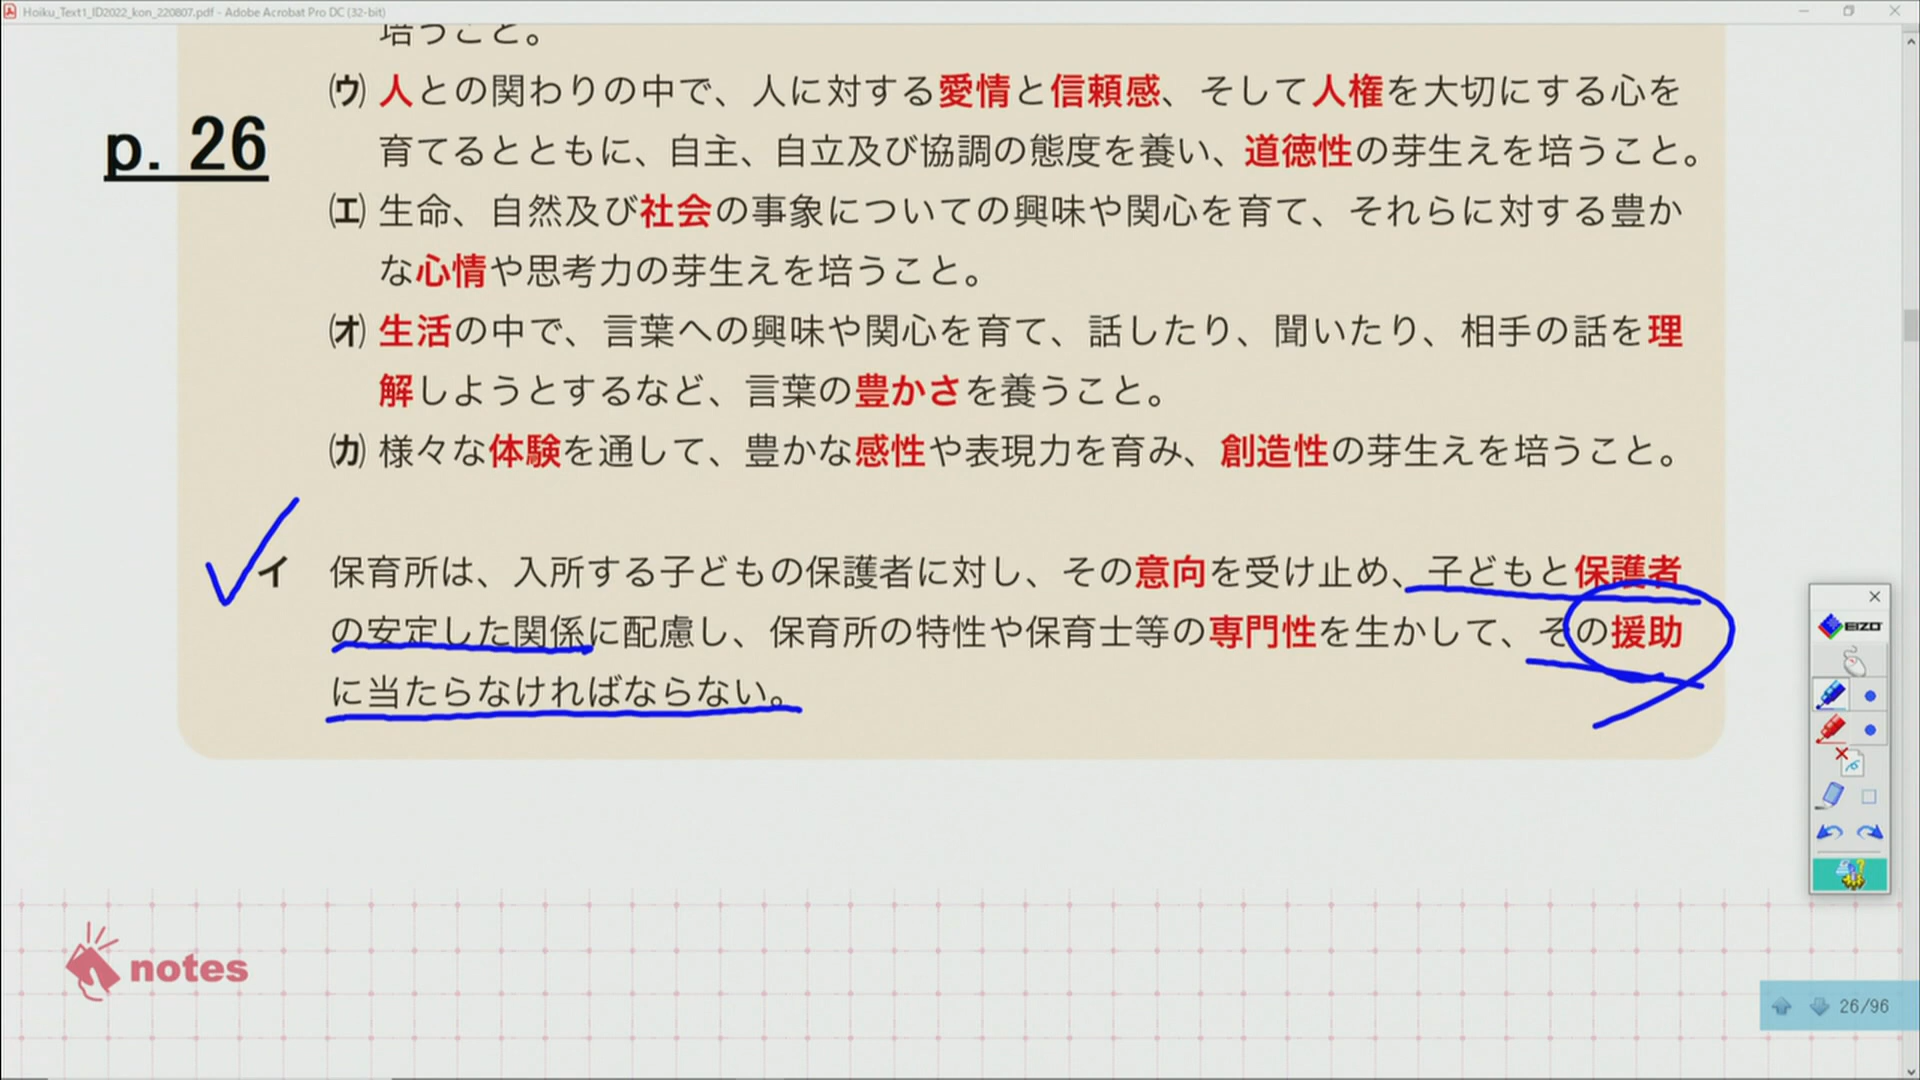 Hoiku_Text1_ID2022_kon_220807.pdf - Adobe Acrobat Pro DC (32-bit)
培うこと。
p. 26
(ウ) 人との関わりの中で、人に対する愛情と信頼感、そして人権を大切にする心を
育てるとともに、自主、自立及び協調の態度を養い、道徳性の芽生えを培うこと。
(エ) 生命、自然及び社会の事象についての興味や関心を育て、それらに対する豊か
な心情や思考力の芽生えを培うこと。
(オ) 生活の中で、言葉への興味や関心を育て、話したり、聞いたり、相手の話を理
解しようとするなど、言葉の豊かさを養うこと。
(カ) 様々な体験を通して、豊かな感性や表現力を育み、創造性の芽生えを培うこと。
イ 保育所は、入所する子どもの保護者に対し、その意向を受け止め、子どもと保護者
の安定した関係に配慮し、保育所の特性や保育士等の専門性を生かして、その援助
に当たらなければならない。
EIZO
notes
26/96